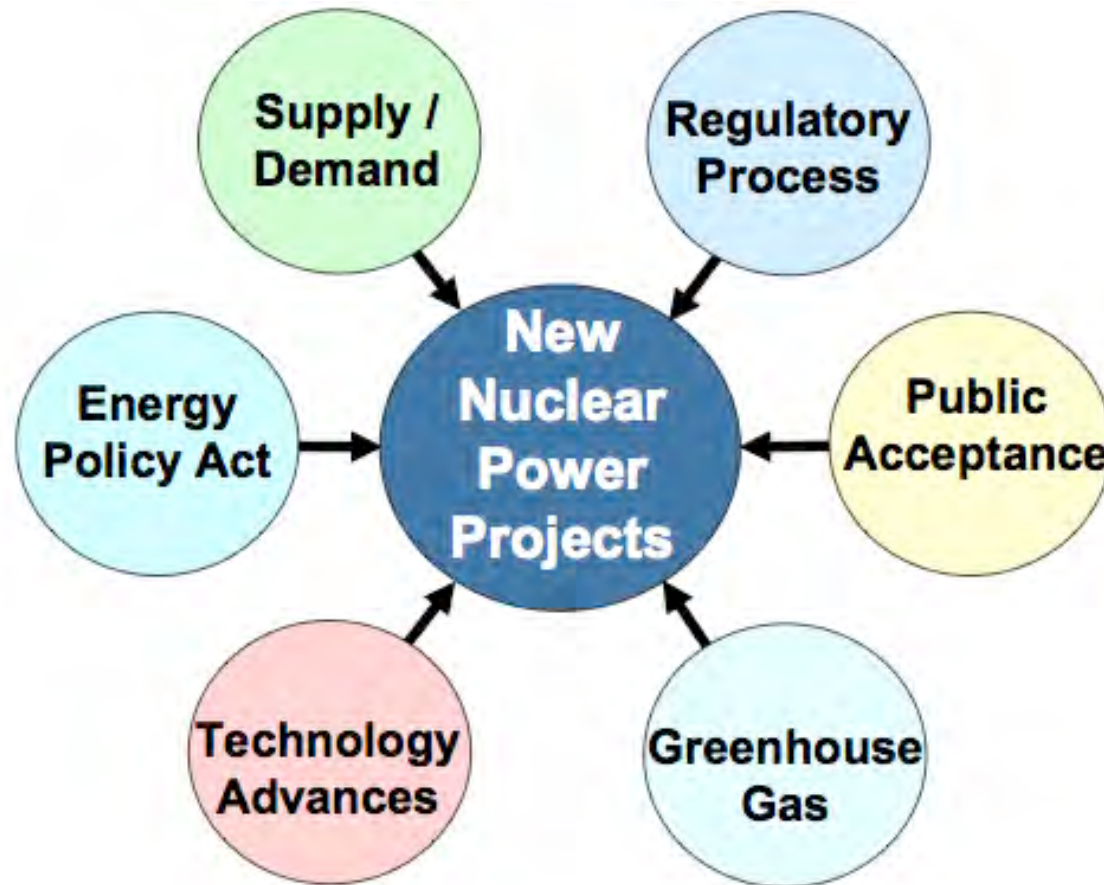 Supply /
Demand
Regulatory
Process
New
Nuclear
Power
Projects
Energy
Policy Act
Public
Acceptance
Technology
Advances
Greenhouse
Gas